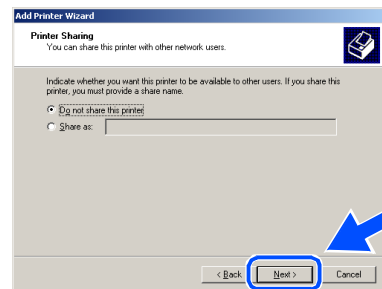 Add Printer Wizard
Printer Sharing
You can share this printer with other network users.
Indicate whether you want this printer to be available to other users. If you share this
printer, you must provide a share name.
Do not share this printer
Share as:
< Back Next > Cancel